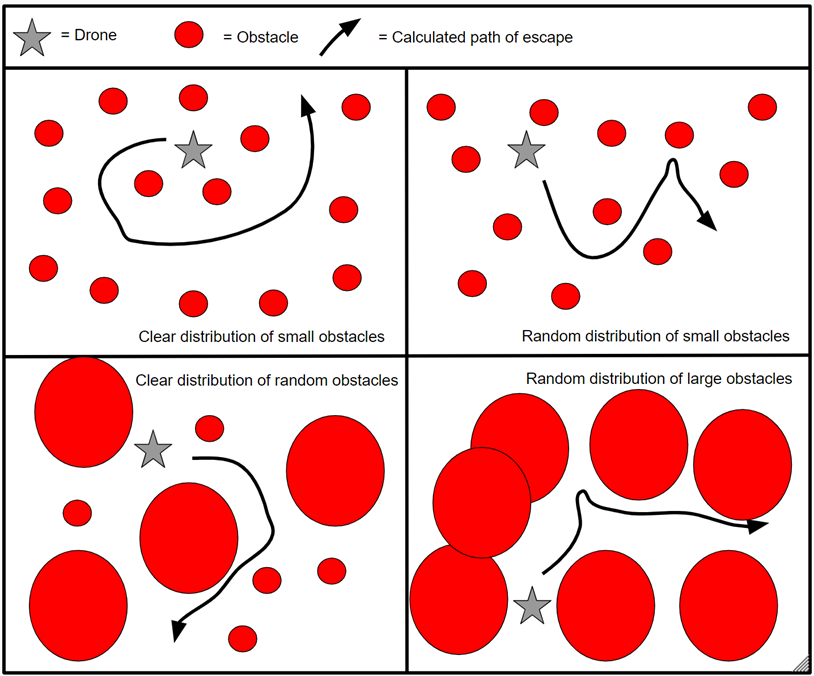 = Drone
= Obstacle
= Calculated path of escape
Clear distribution of small obstacles
Random distribution of small obstacles
Clear distribution of random obstacles
Random distribution of large obstacles